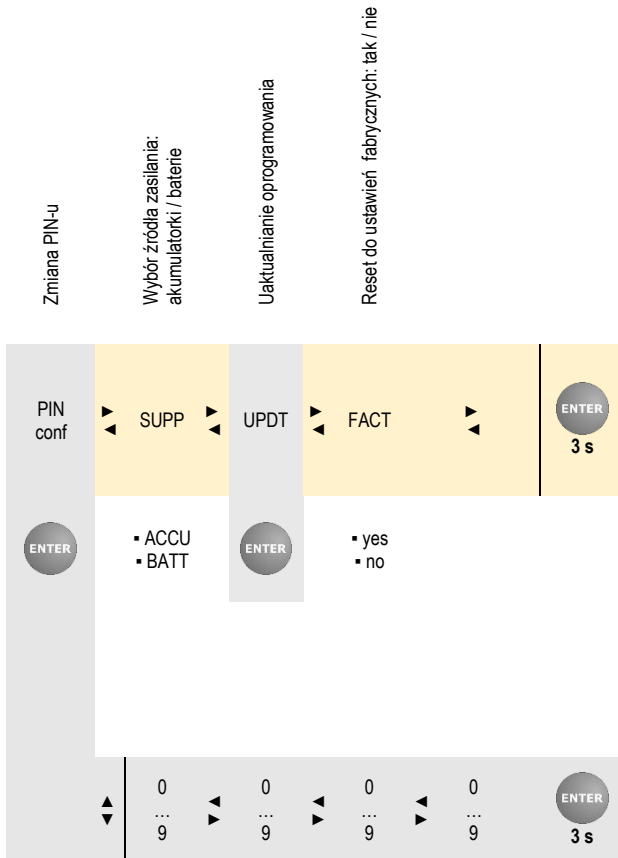 Zmiana PIN-u
Wybór źródła zasilania:
akumulatorki / baterie
Uaktualnianie oprogramowania
Reset do ustawień fabrycznych: tak / nie
PIN
conf
►
◄
SUPP
►
◄
UPDT
►
◄
FACT
►
◄
ENTER
3 s
ENTER
▪ ACCU
▪ BATT
ENTER
▪ yes
▪ no
▲
▼
0
...
9
◄
►
0
...
9
◄
►
0
...
9
◄
►
0
...
9
ENTER
3 s